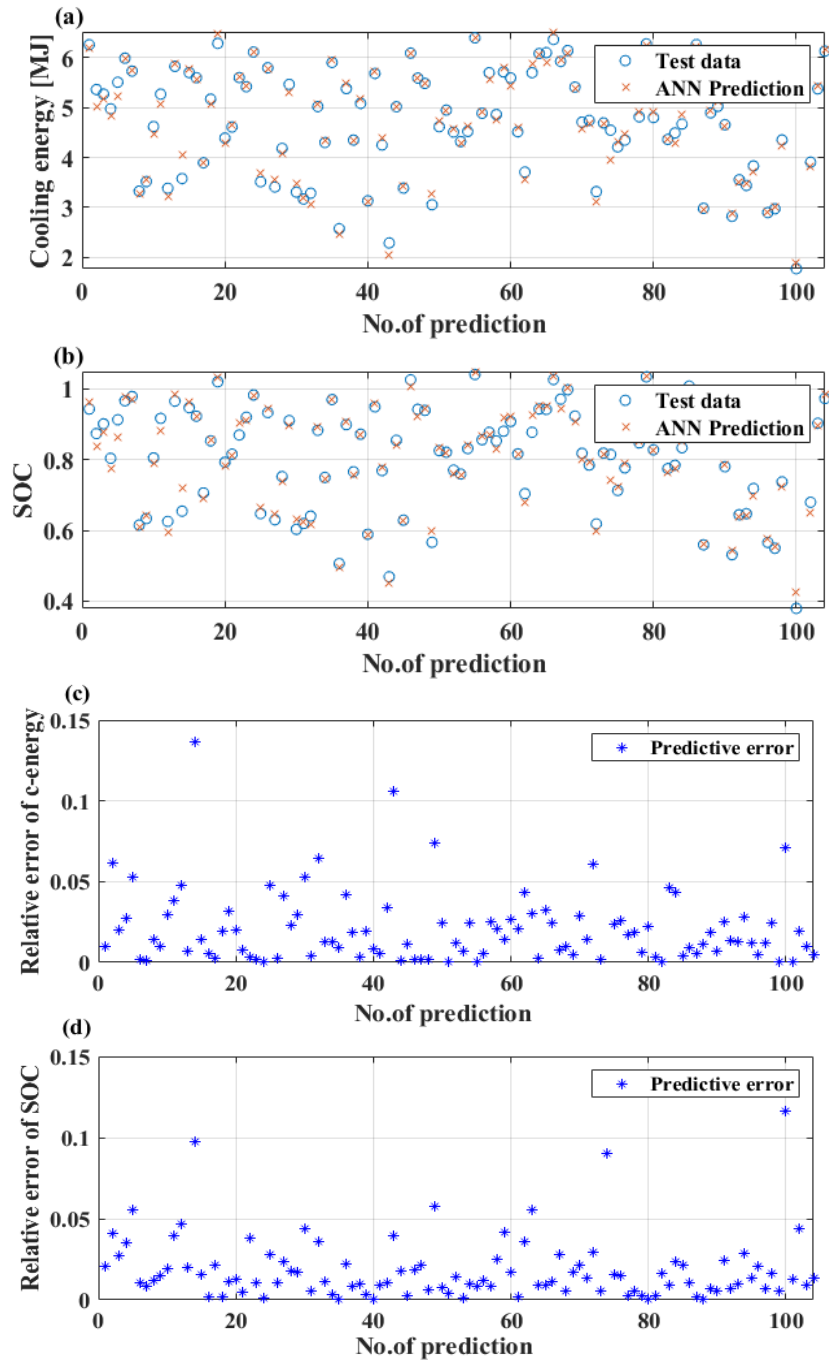 (a)
Cooling energy [MJ]
6
5
4
3
2
Test data
ANN Prediction
0 20 40 60 80 100
No.of prediction
(b)
SOC
1
0.8
0.6
0.4
Test data
ANN Prediction
0 20 40 60 80 100
No.of prediction
(c)
Relative error of c-energy
0.15
0.1
0.05
0
Predictive error
0 20 40 60 80 100
No.of prediction
(d)
Relative error of SOC
0.15
0.1
0.05
0
Predictive error
0 20 40 60 80 100
No.of prediction